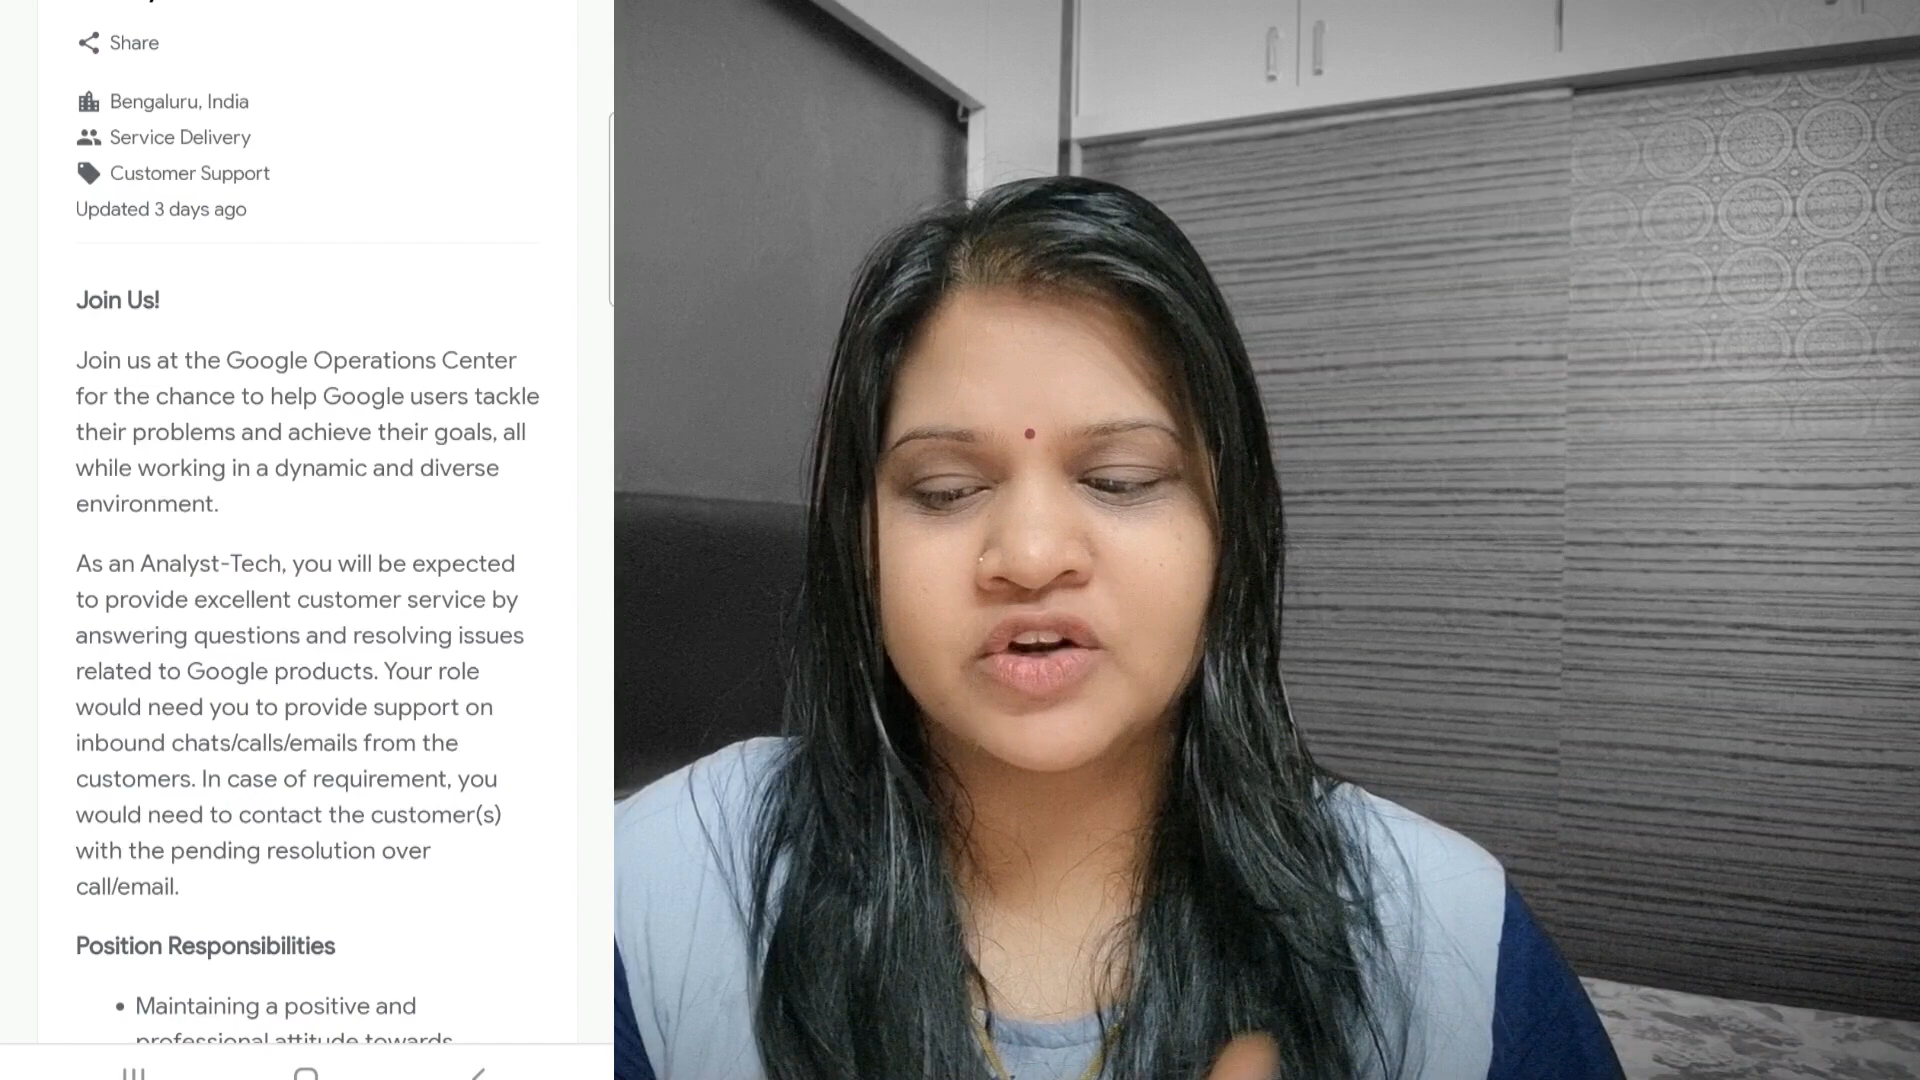 Share
Bengaluru, India
Service Delivery
Customer Support
Updated 3 days ago
Join Us!
Join us at the Google Operations Center
for the chance to help Google users tackle
their problems and achieve their goals, all
while working in a dynamic and diverse
environment.
As an Analyst-Tech, you will be expected
to provide excellent customer service by
answering questions and resolving issues
related to Google products. Your role
would need you to provide support on
inbound chats/calls/emails from the
customers. In case of requirement, you
would need to contact the customer(s)
with the pending resolution over
call/email.
Position Responsibilities
• Maintaining a positive and
professional attitude towards